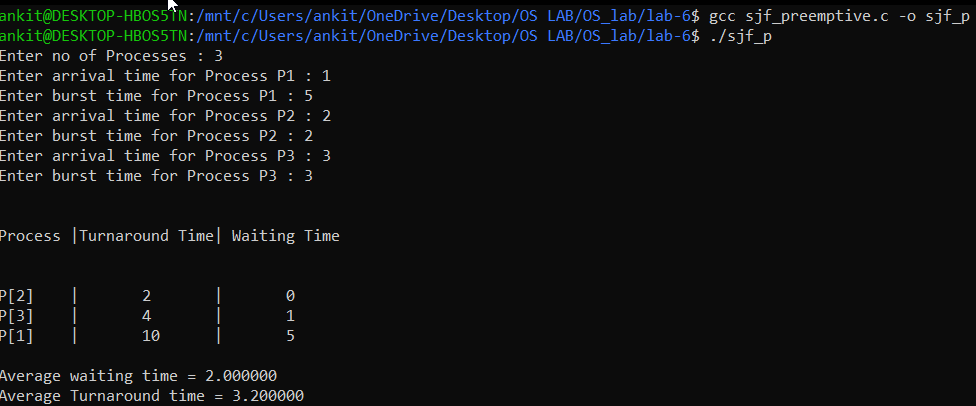 ankit@DESKTOP-HBOS5TN:/mnt/c/Users/ankit/OneDrive/Desktop/OS LAB/OS_lab/lab-6$ gcc sjf_preemptive.c -o sjf_p
ankit@DESKTOP-HBOS5TN:/mnt/c/Users/ankit/OneDrive/Desktop/OS LAB/OS_lab/lab-6$ ./sjf_p
Enter no of Processes : 3
Enter arrival time for Process P1 : 1
Enter burst time for Process P1 : 5
Enter arrival time for Process P2 : 2
Enter burst time for Process P2 : 2
Enter arrival time for Process P3 : 3
Enter burst time for Process P3 : 3
Process |Turnaround Time| Waiting Time
P[2]    |       2       |       0
P[3]    |       4       |       1
P[1]    |       10      |       5
Average waiting time = 2.000000
Average Turnaround time = 3.200000